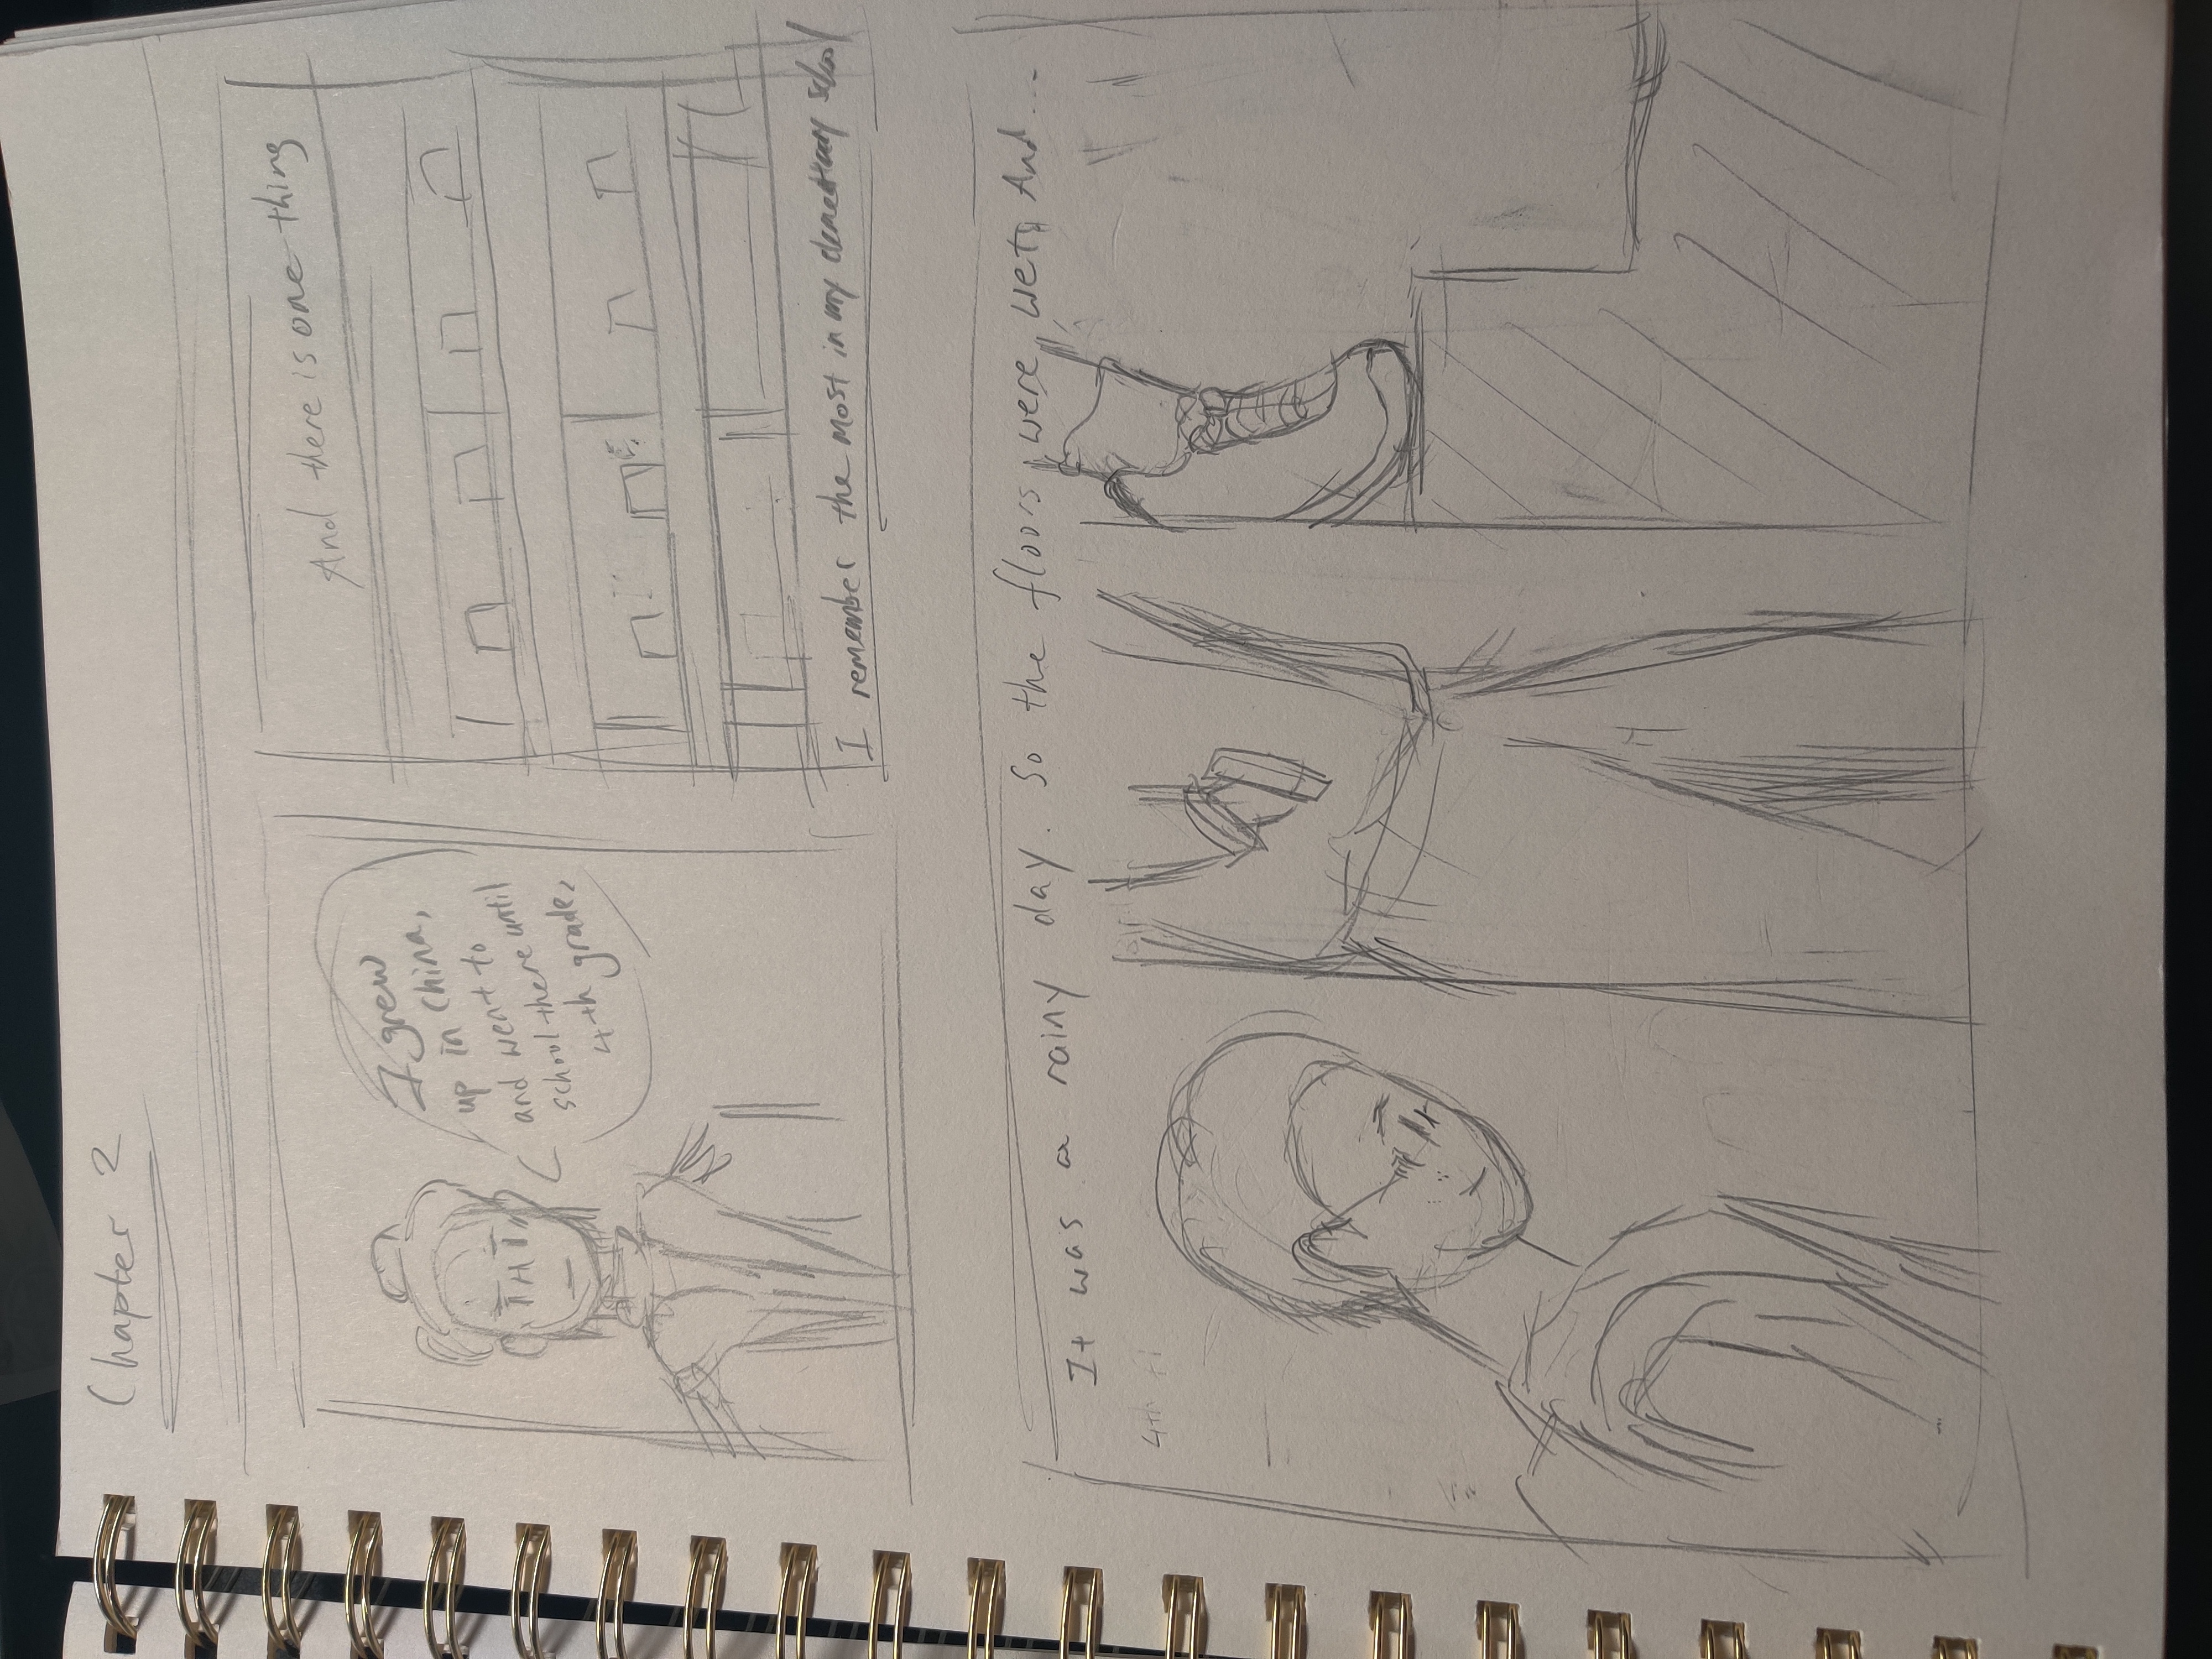 Chapter 2
I grew
up in China,
and went to
school there until
4th grade,
And there is one thing
I remember the most in my elementary school
It was a rainy day. So the floors were wet. And...
4th fl